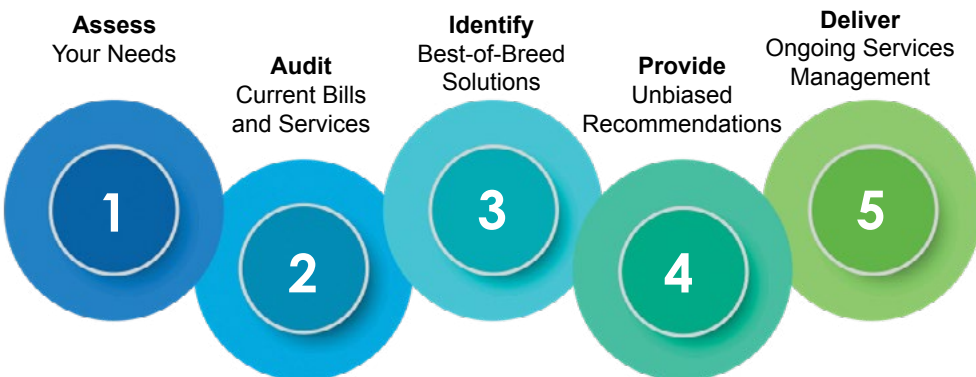 Assess
Your Needs
1
Audit
Current Bills
and Services
2
Identify
Best-of-Breed
Solutions
3
Provide
Unbiased
Recommendations
4
Deliver
Ongoing Services
Management
5